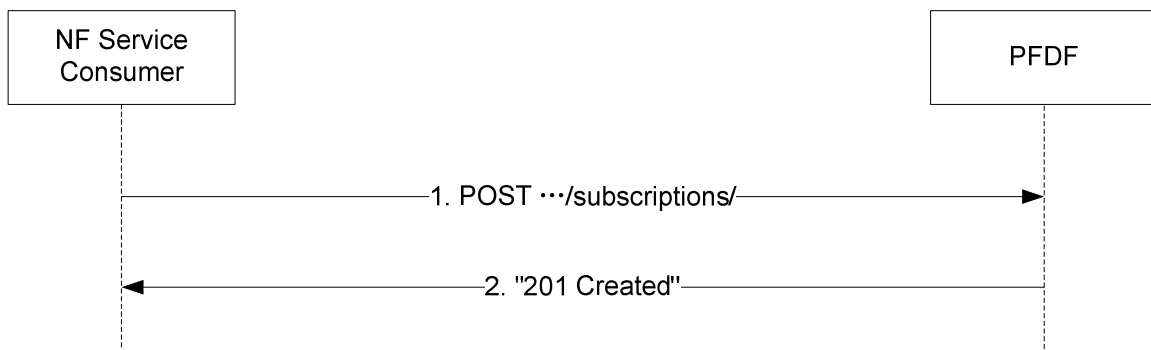 NF Service
Consumer
PFDF
1. POST ⋯/subscriptions/
2. "201 Created"